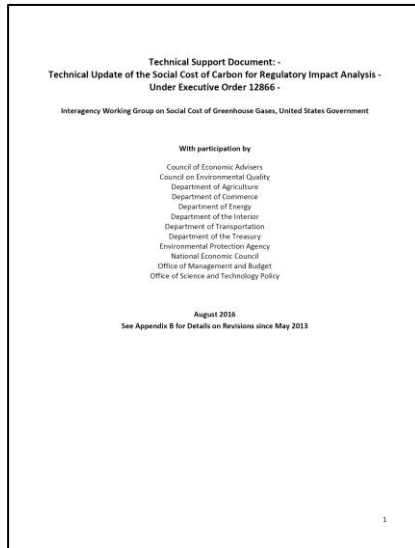 Technical Support Document: -
Technical Update of the Social Cost of Carbon for Regulatory Impact Analysis -
Under Executive Order 12866 -
Interagency Working Group on Social Cost of Greenhouse Gases, United States Government
With participation by
Council of Economic Advisers
Council on Environmental Quality
Department of Agriculture
Department of Commerce
Department of Energy
Department of the Interior
Department of Transportation
Department of the Treasury
Environmental Protection Agency
National Economic Council
Office of Management and Budget
Office of Science and Technology Policy
August 2016
See Appendix B for Details on Revisions since May 2013
1